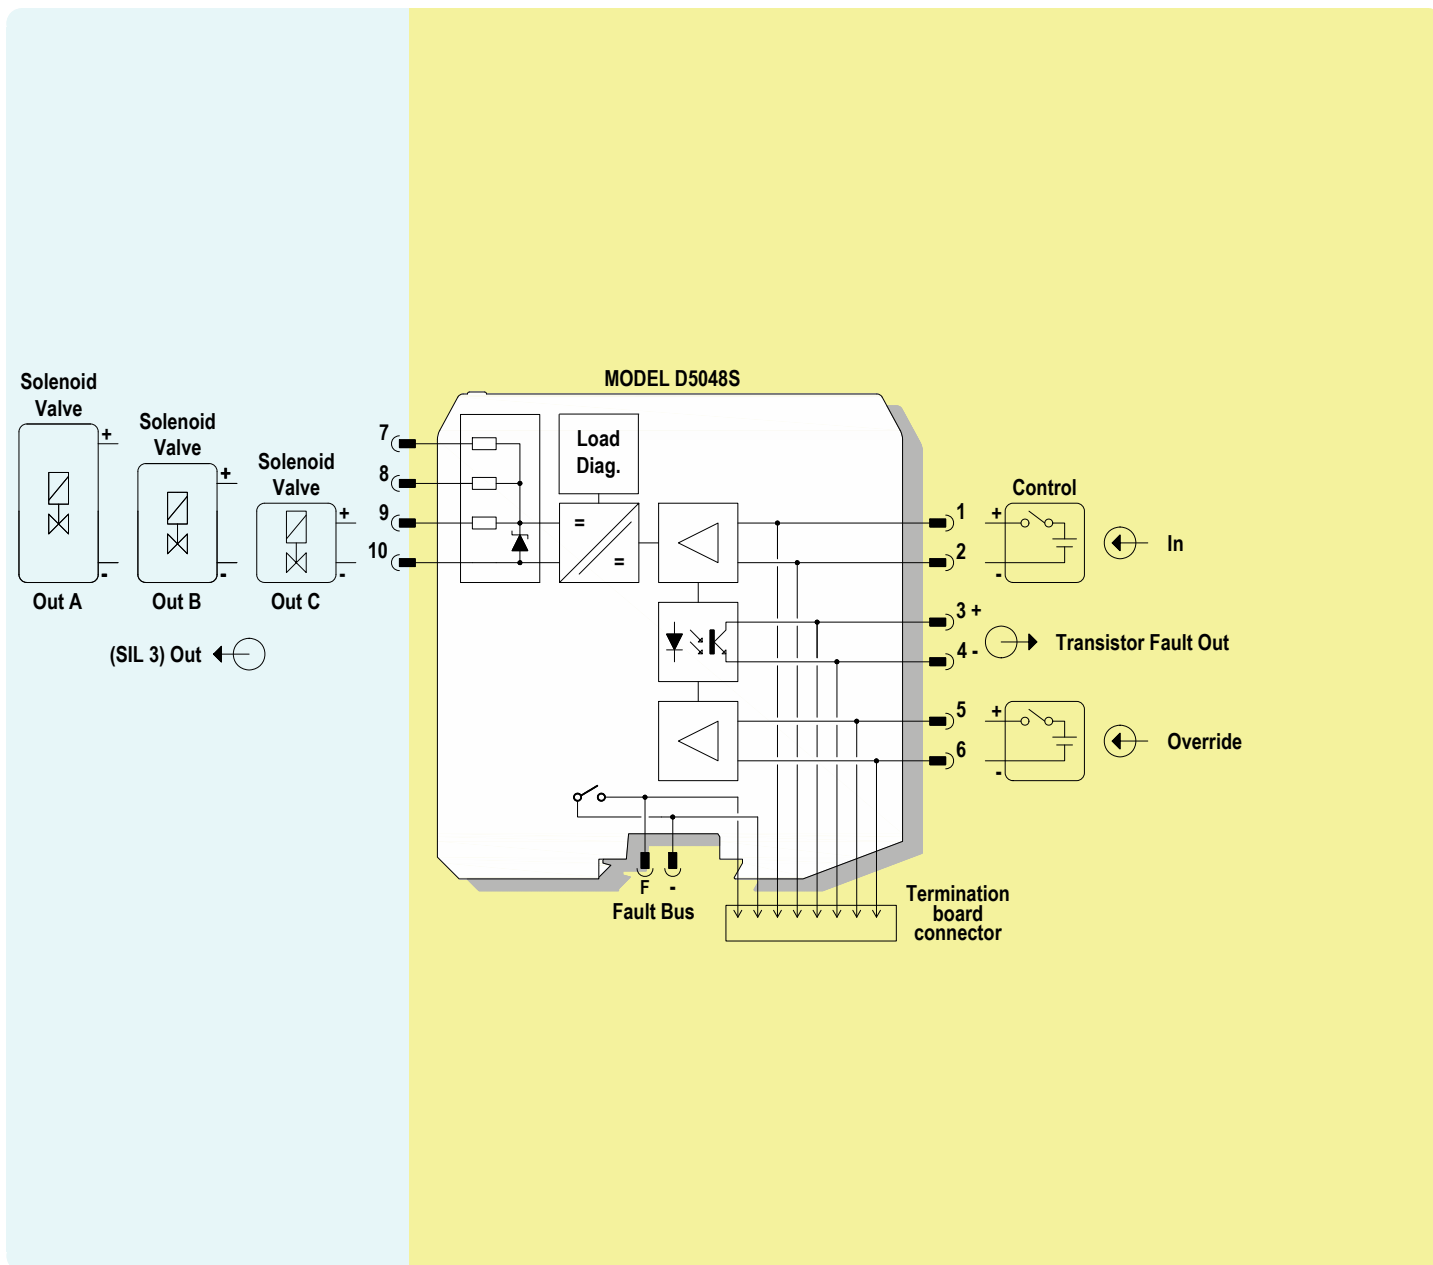 MODEL D5048S
Solenoid
Valve
+
-
Out A
Solenoid
Valve
+
-
Out B
Solenoid
Valve
+
-
Out C
(SIL 3) Out
7
8
9
10
Load
Diag.
=
=
1
2
3 +
4 -
5
6
Control
+
-
In
Transistor Fault Out
+
-
Override
F -
Fault Bus
Termination
board
connector